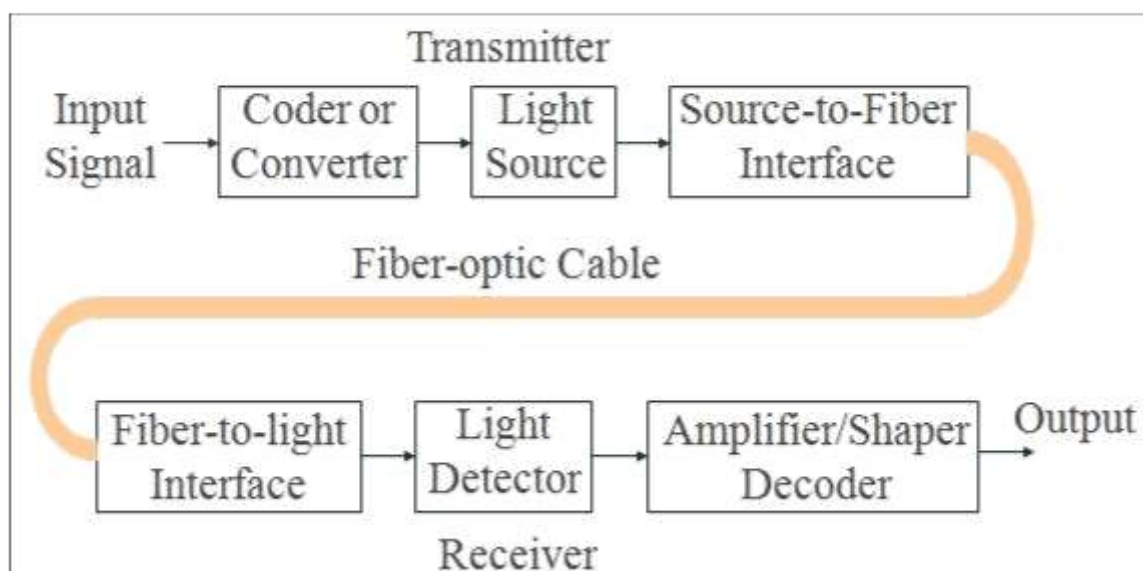 Transmitter
Input
Signal
Coder or
Converter
Light
Source
Source-to-Fiber
Interface
Fiber-optic Cable
Fiber-to-light
Interface
Light
Detector
Amplifier/Shaper
Decoder
Output
Receiver